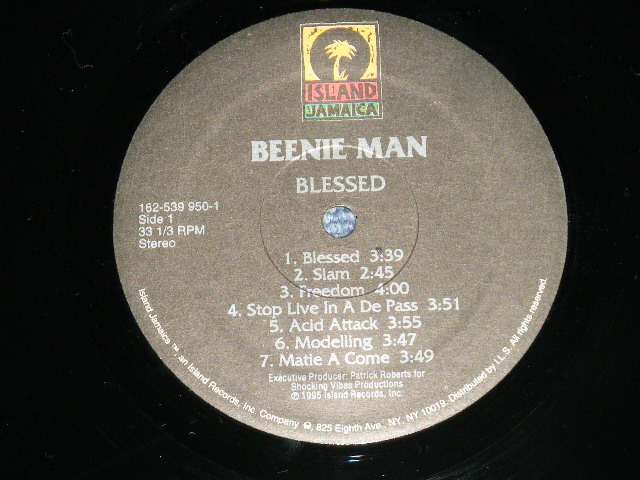 ISLAND
JAMAICA
BEENIE MAN
BLESSED
162-539 950-1
Side 1
33 1/3 RPM
Stereo
1. Blessed 3:39
2. Slam 2:45
3. Freedom 4:00
4. Stop Live In A De Pass 3:51
5. Acid Attack 3:55
6. Modelling 3:47
7. Matie A Come 3:49
Executive Producer: Patrick Roberts for
Shocking Vibes Productions
℗ 1995 Island Records, Inc.
Island Jamaica™, an Island Records, Inc. Company ℗, 825 Eighth Ave., NY, NY 10019. Distributed by I.L.S. All rights reserved.